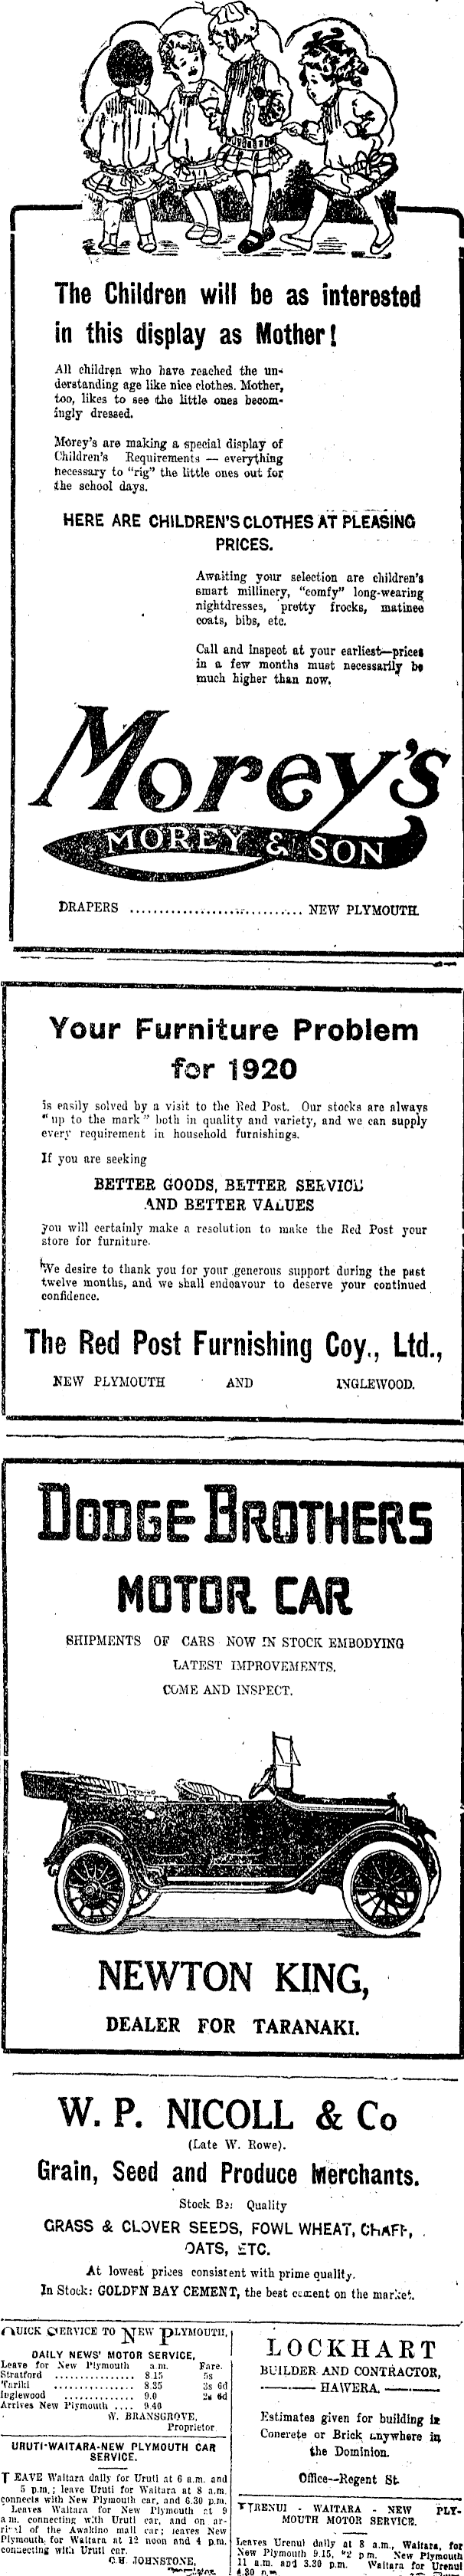 The Children will be as interested
in this display as Mother!
All children who have reached the un-
derstanding age like nice clothes. Mother,
too, likes to see the little ones becom-
ingly dressed.
Morey's are making a special display of
Children's Requirements — everything
necessary to "rig" the little ones out for
the school days.
HERE ARE CHILDREN'S CLOTHES AT PLEASING
PRICES.
Awaiting your selection are children's
smart millinery, "comfy" long-wearing
nightdresses, pretty frocks, matinee
coats, bibs, etc.
Call and inspect at your earliest—prices
in a few months must necessarily be
much higher than now.
Morey's
MOREY & SON
DRAPERS ............................. NEW PLYMOUTH.
Your Furniture Problem
for 1920
is easily solved by a visit to the Red Post. Our stocks are always
"up to the mark" both in quality and variety, and we can supply
every requirement in household furnishings.
If you are seeking
BETTER GOODS, BETTER SERVICE
AND BETTER VALUES
you will certainly make a resolution to make the Red Post your
store for furniture.
We desire to thank you for your generous support during the past
twelve months, and we shall endeavour to deserve your continued
confidence.
The Red Post Furnishing Coy., Ltd.,
NEW PLYMOUTH AND INGLEWOOD.
DODGE BROTHERS
MOTOR CAR
SHIPMENTS OF CARS NOW IN STOCK EMBODYING
LATEST IMPROVEMENTS.
COME AND INSPECT.
NEWTON KING,
DEALER FOR TARANAKI.
W. P. NICOLL & Co
(Late W. Rowe).
Grain, Seed and Produce Merchants.
Stock Quality
GRASS & CLOVER SEEDS, FOWL WHEAT, CHAFF,
OATS, ETC.
At lowest prices consistent with prime quality.
In Stock: GOLDEN BAY CEMENT, the best cement on the market.
QUICK SERVICE TO NEW PLYMOUTH,
DAILY NEWS' MOTOR SERVICE,
Leave for New Plymouth a.m. Fare.
Stratford ............... 8.15 5s
Tariki ............... 8.35 3s 6d
Inglewood ............... 9.0 2s 6d
Arrives New Plymouth .... 9.40
W. BRANSGROVE,
Proprietor.
URUTI-WAITARA-NEW PLYMOUTH CAR
SERVICE.
LEAVE Waitara daily for Uruti at 6 a.m. and
5 p.m.; leave Uruti for Waitara at 8 a.m.
connects with New Plymouth car, and 6.30 p.m.
Leaves Waitara for New Plymouth at 9
a.m. connecting with Uruti car, and on ar-
rival of the Awakino mail car; leaves New
Plymouth for Waitara at 12 noon and 4 p.m.
connecting with Uruti car.
C. H. JOHNSTONE,
LOCKHART
BUILDER AND CONTRACTOR,
HAWERA.
Estimates given for building in
Concrete or Brick anywhere in
the Dominion.
Office—Regent St.
URENUI - WAITARA - NEW PLY-
MOUTH MOTOR SERVICE.
Leaves Urenui daily at 8 a.m., Waitara, for
New Plymouth 9.15, *2 p m. New Plymouth
11 a.m. and 3.30 p.m. Waitara for Urenui
4.30 p.m.